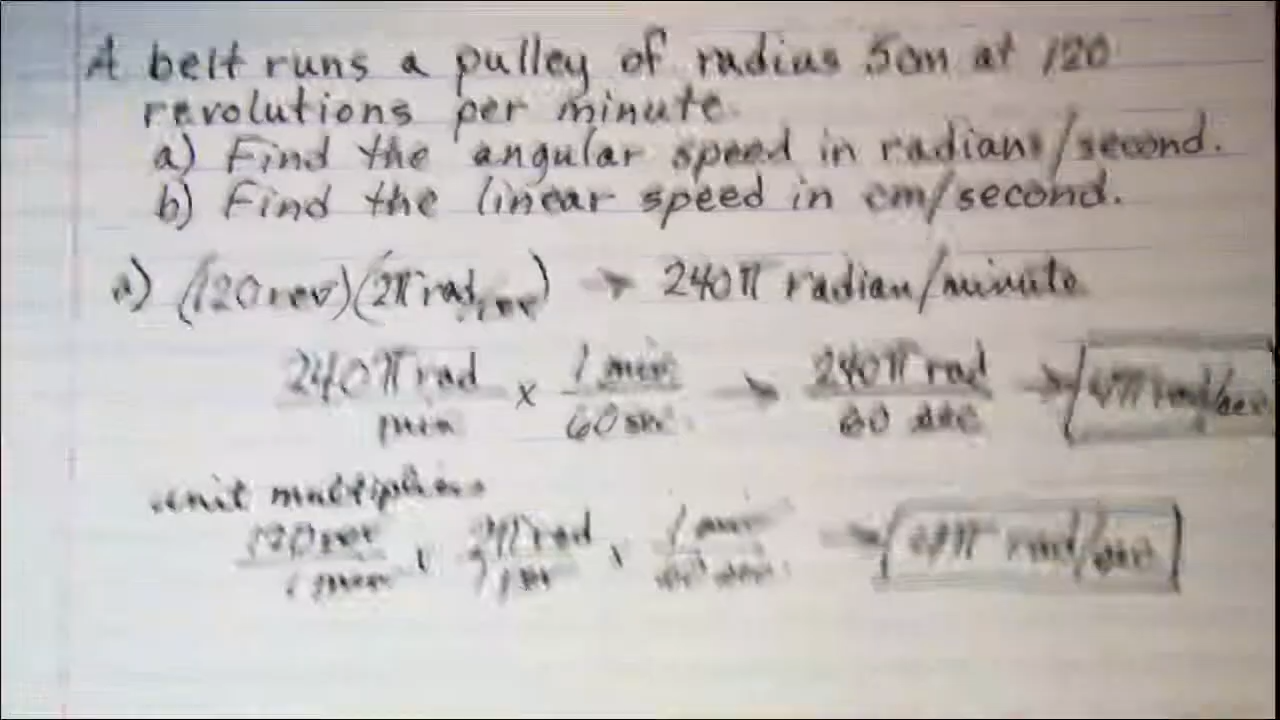 A belt runs a pulley of radius 5cm at 120
revolutions per minute.
a) Find the angular speed in radians/second.
b) Find the linear speed in cm/second.
a) (120rev)(2π rad/rev) → 240π radian/minute
240π rad / min × 1 min / 60 sec → 240π rad / 60 sec → 4π rad/sec
unit multipliers
120 rev / 1 min × 2π rad / 1 rev × 1 min / 60 sec → 4π rad/sec